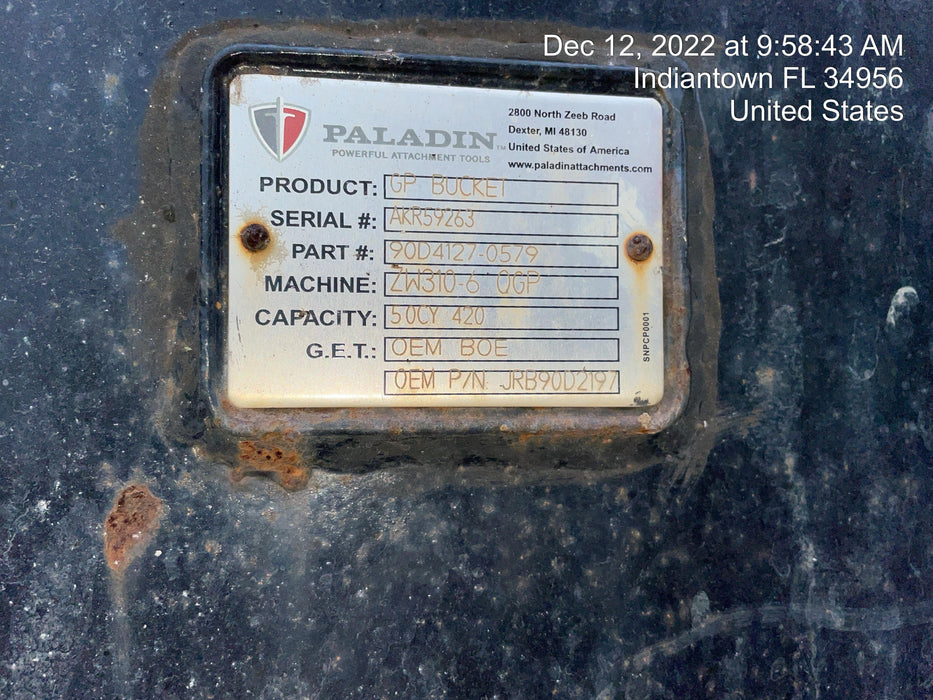 Dec 12, 2022 at 9:58:43 AM
Indiantown FL 34956
United States
PALADIN™
POWERFUL ATTACHMENT TOOLS
2800 North Zeeb Road
Dexter, MI 48130
United States of America
www.paladinattachments.com
PRODUCT: GP BUCKET
SERIAL #: AKR59263
PART #: 90D4127-0579
MACHINE: ZW310-6 QGP
CAPACITY: 5.0CY 420
G.E.T.: OEM BOE
OEM P/N JRB90D2197
SNPCP0001